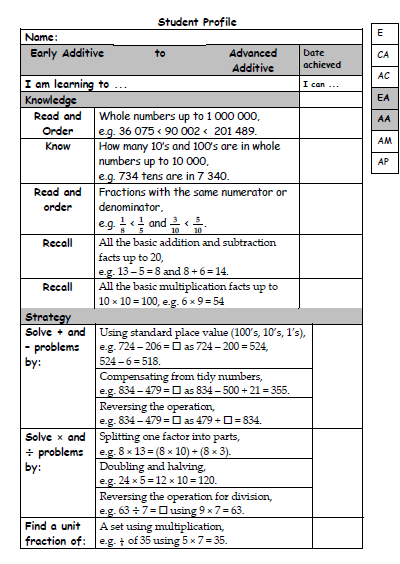 Student Profile
Name:
Early Additive to Advanced Additive
Date achieved
I am learning to ...
I can ...
Knowledge
Read and Order
Whole numbers up to 1 000 000,
e.g. 36 075 < 90 002 < 201 489.
Know
How many 10's and 100's are in whole
numbers up to 10 000,
e.g. 734 tens are in 7 340.
Read and order
Fractions with the same numerator or
denominator,
e.g. 1/8 < 1/5 and 3/10 < 5/10.
Recall
All the basic addition and subtraction
facts up to 20,
e.g. 13 – 5 = 8 and 8 + 6 = 14.
Recall
All the basic multiplication facts up to
10 × 10 = 100, e.g. 6 × 9 = 54
Strategy
Solve + and
– problems
by:
Using standard place value (100's, 10's, 1's),
e.g. 724 – 206 = □ as 724 – 200 = 524,
524 – 6 = 518.
Compensating from tidy numbers,
e.g. 834 – 479 = □ as 834 – 500 + 21 = 355.
Reversing the operation,
e.g. 834 – 479 = □ as 479 + □ = 834.
Solve × and
÷ problems
by:
Splitting one factor into parts,
e.g. 8 × 13 = (8 × 10) + (8 × 3).
Doubling and halving,
e.g. 24 × 5 = 12 × 10 = 120.
Reversing the operation for division,
e.g. 63 ÷ 7 = □ using 9 × 7 = 63.
Find a unit
fraction of:
A set using multiplication,
e.g. of 35 using 5 × 7 = 35.
E
CA
AC
EA
AA
AM
AP